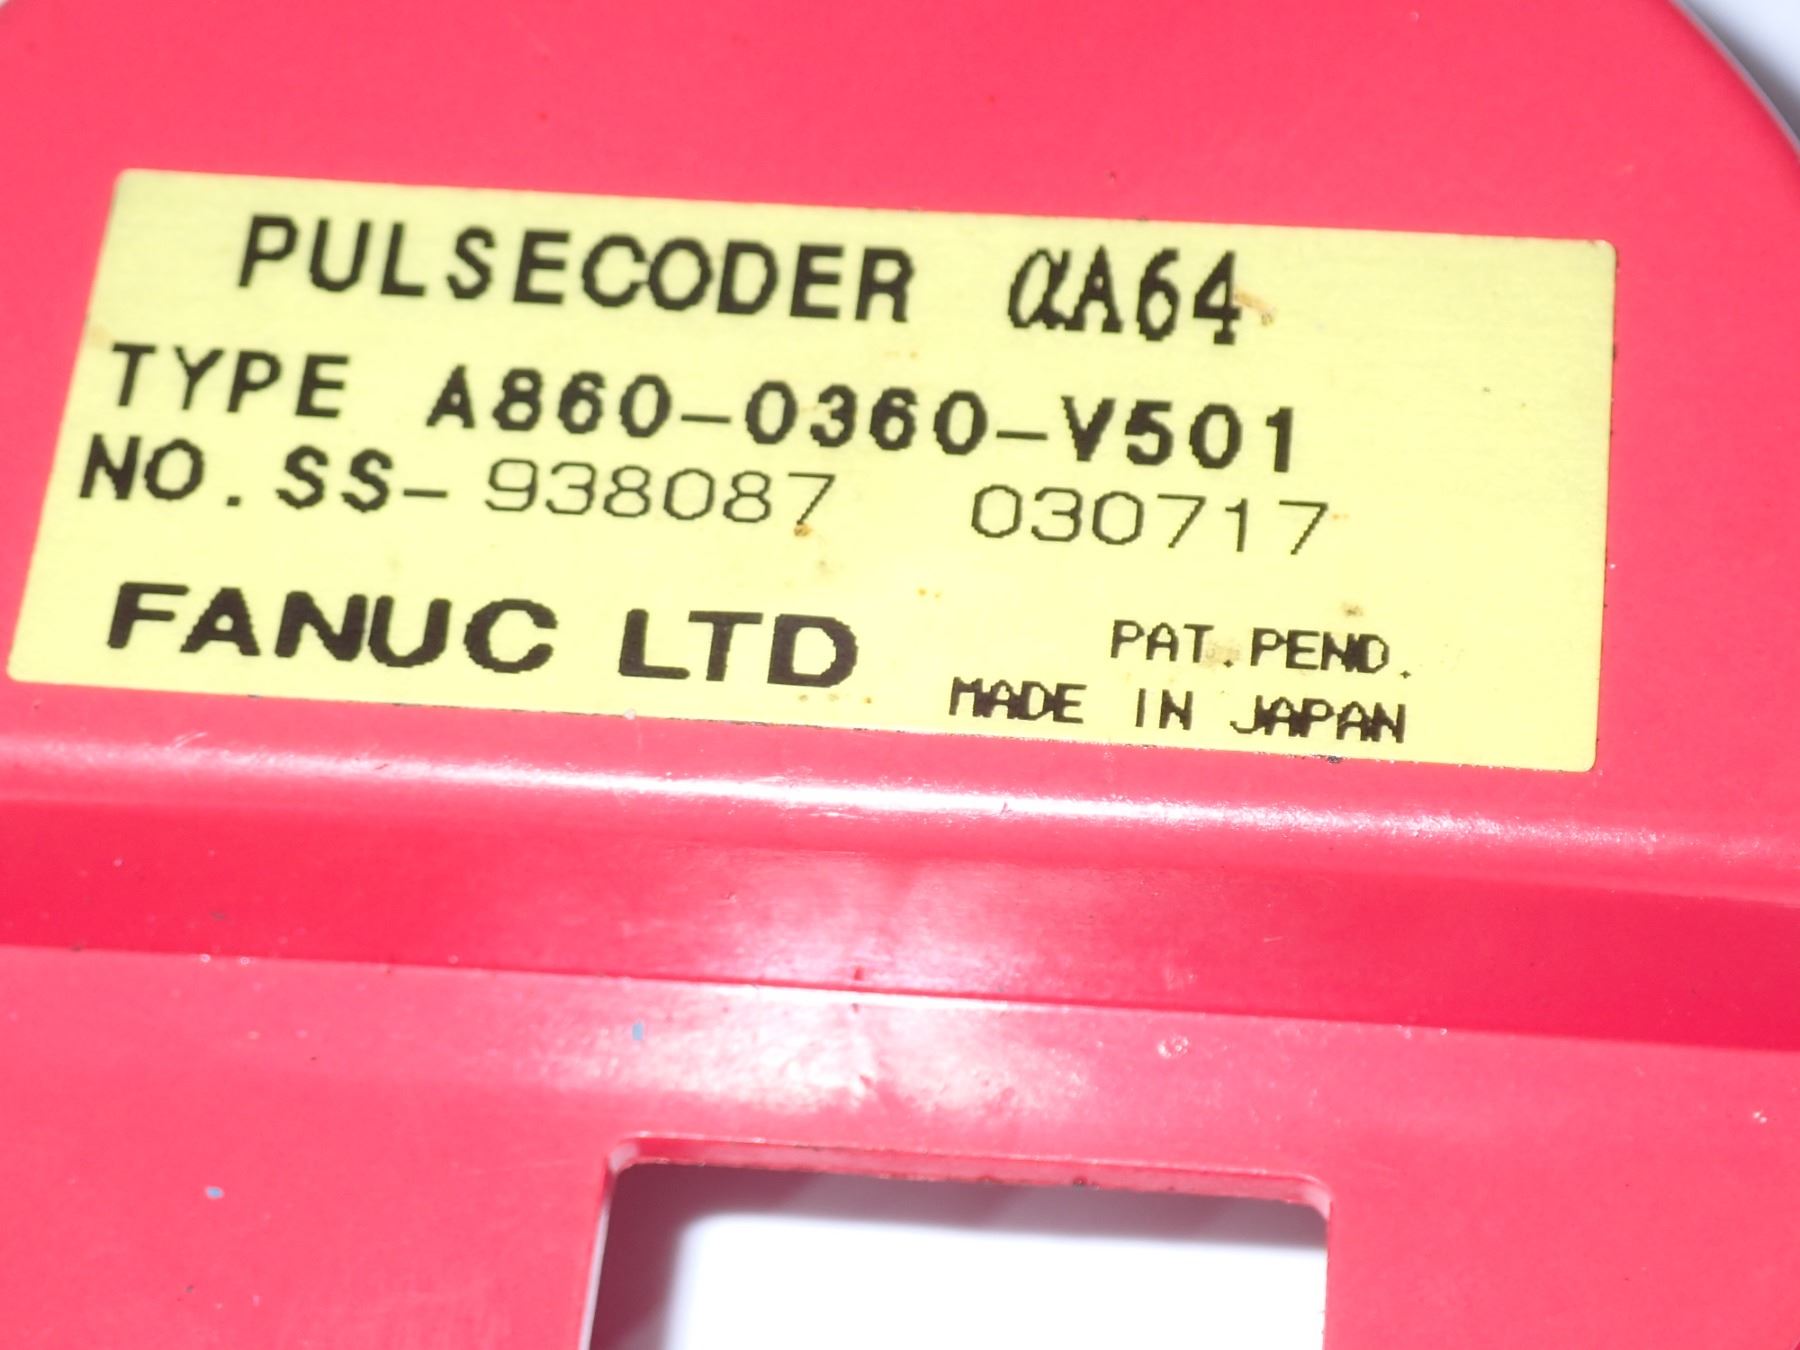 PULSECODER αA64
TYPE A860-0360-V501
NO.SS-938087 030717
FANUC LTD
PAT.PEND.
MADE IN JAPAN